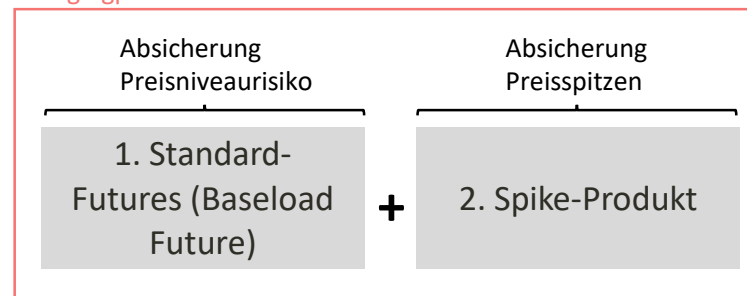 Absicherung
Preisniveaurisiko
Absicherung
Preisspitzen
1. Standard-
Futures (Baseload
Future)
+
2. Spike-Produkt